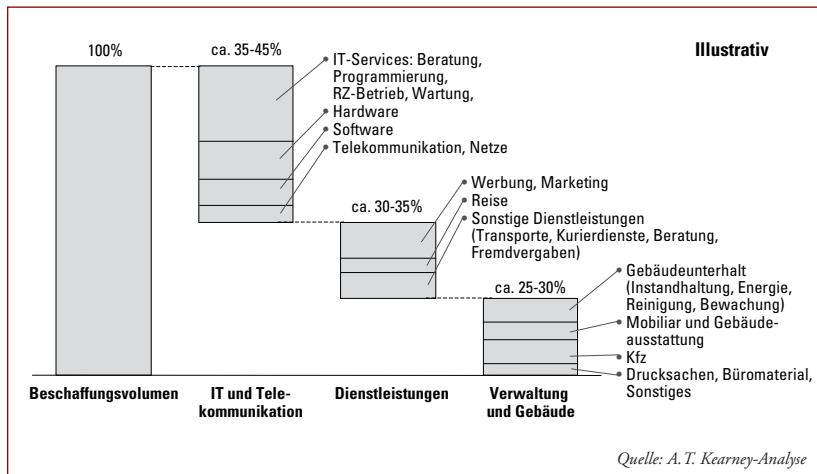 Illustrativ
100%
ca. 35-45%
IT-Services: Beratung,
Programmierung,
RZ-Betrieb, Wartung,
Hardware
Software
Telekommunikation, Netze
ca. 30-35%
Werbung, Marketing
Reise
Sonstige Dienstleistungen
(Transporte, Kurierdienste, Beratung,
Fremdvergaben)
ca. 25-30%
Gebäudeunterhalt
(Instandhaltung, Energie,
Reinigung, Bewachung)
Mobiliar und Gebäude-
ausstattung
Kfz
Drucksachen, Büromaterial,
Sonstiges
Beschaffungsvolumen
IT und Tele-
kommunikation
Dienstleistungen
Verwaltung
und Gebäude
Quelle: A.T. Kearney-Analyse